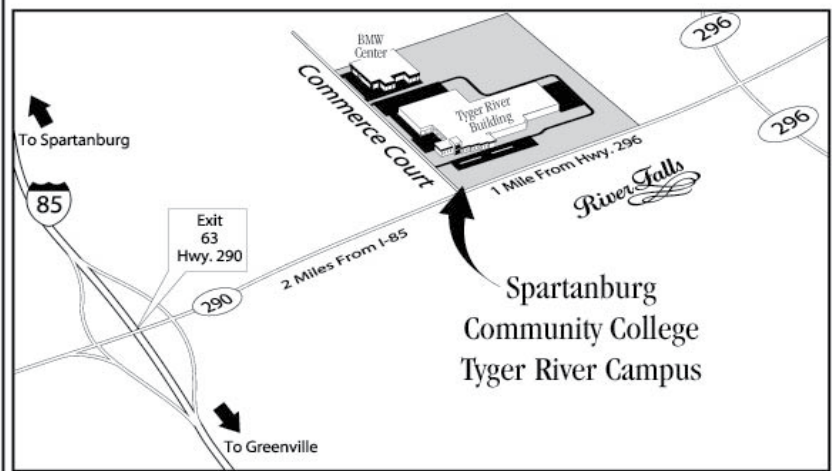 296
BMW
Center
Commerce Court
Tyger River
Building
296
To Spartanburg
1 Mile From Hwy. 296
River Falls
85
Exit
63
Hwy. 290
2 Miles From I-85
290
Spartanburg
Community College
Tyger River Campus
To Greenville